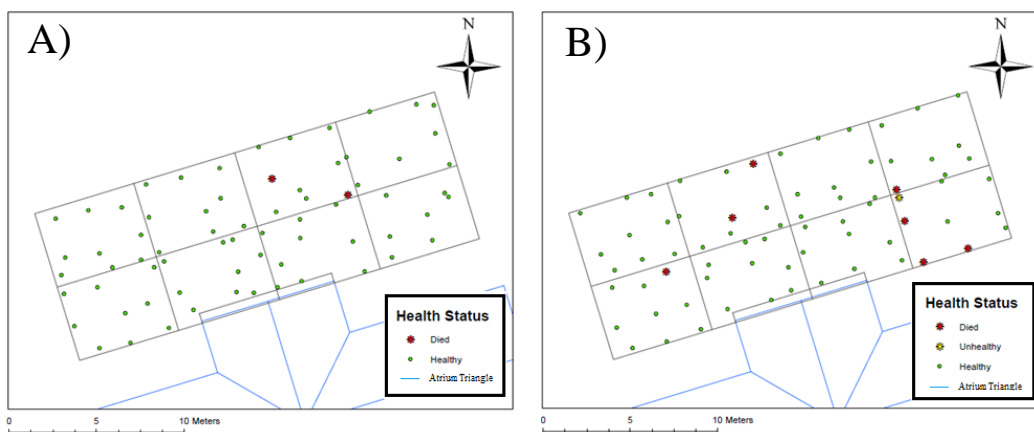 A)
N
Health Status
Died
Healthy
Atrium Triangle
0 5 10 Meters
B)
N
Health Status
Died
Unhealthy
Healthy
Atrium Triangle
0 5 10 Meters